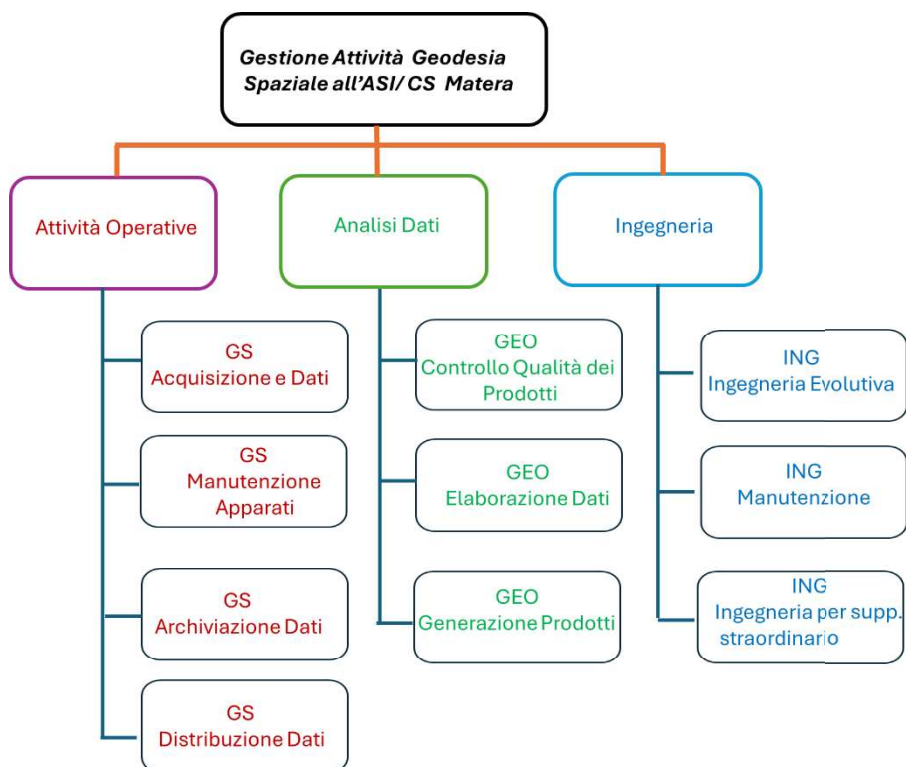 Gestione Attività Geodesia
Spaziale all'ASI/ CS Matera
Attività Operative
Analisi Dati
Ingegneria
GS
Acquisizione e Dati
GS
Manutenzione
Apparati
GS
Archiviazione Dati
GS
Distribuzione Dati
GEO
Controllo Qualità dei
Prodotti
GEO
Elaborazione Dati
GEO
Generazione Prodotti
ING
Ingegneria Evolutiva
ING
Manutenzione
ING
Ingegneria per supp.
straordinario